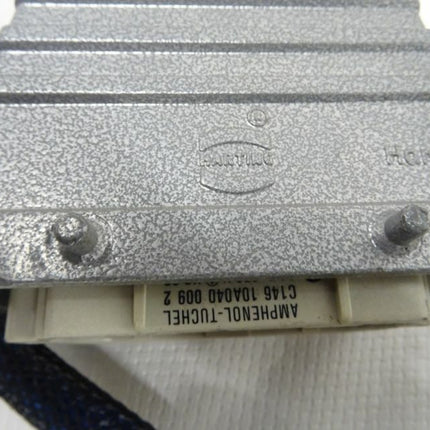 ®
HARTING
Har
AMPHENOL-TUCHEL
C146 10A040 009 2